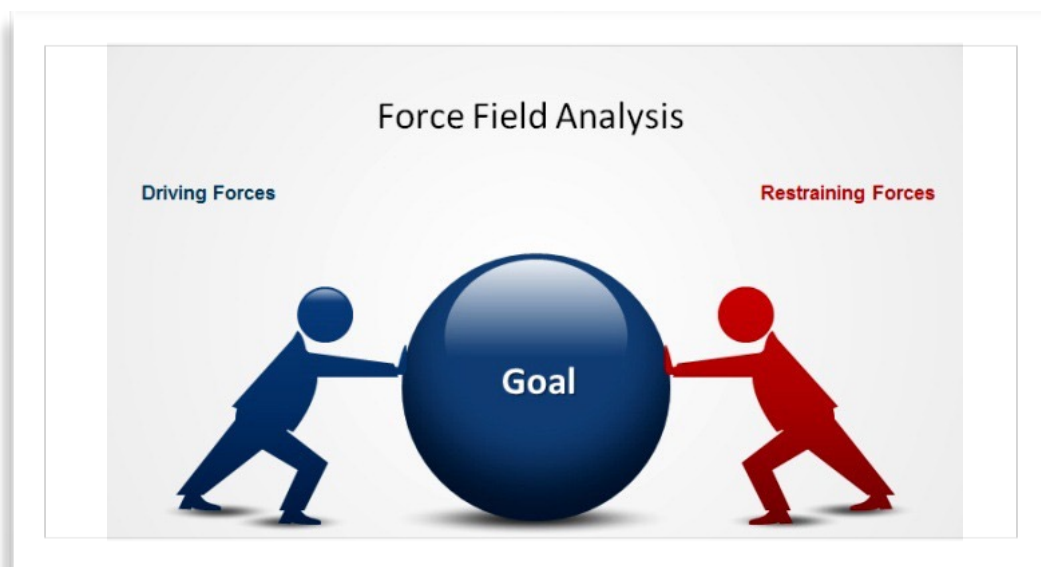 Force Field Analysis
Driving Forces
Restraining Forces
Goal